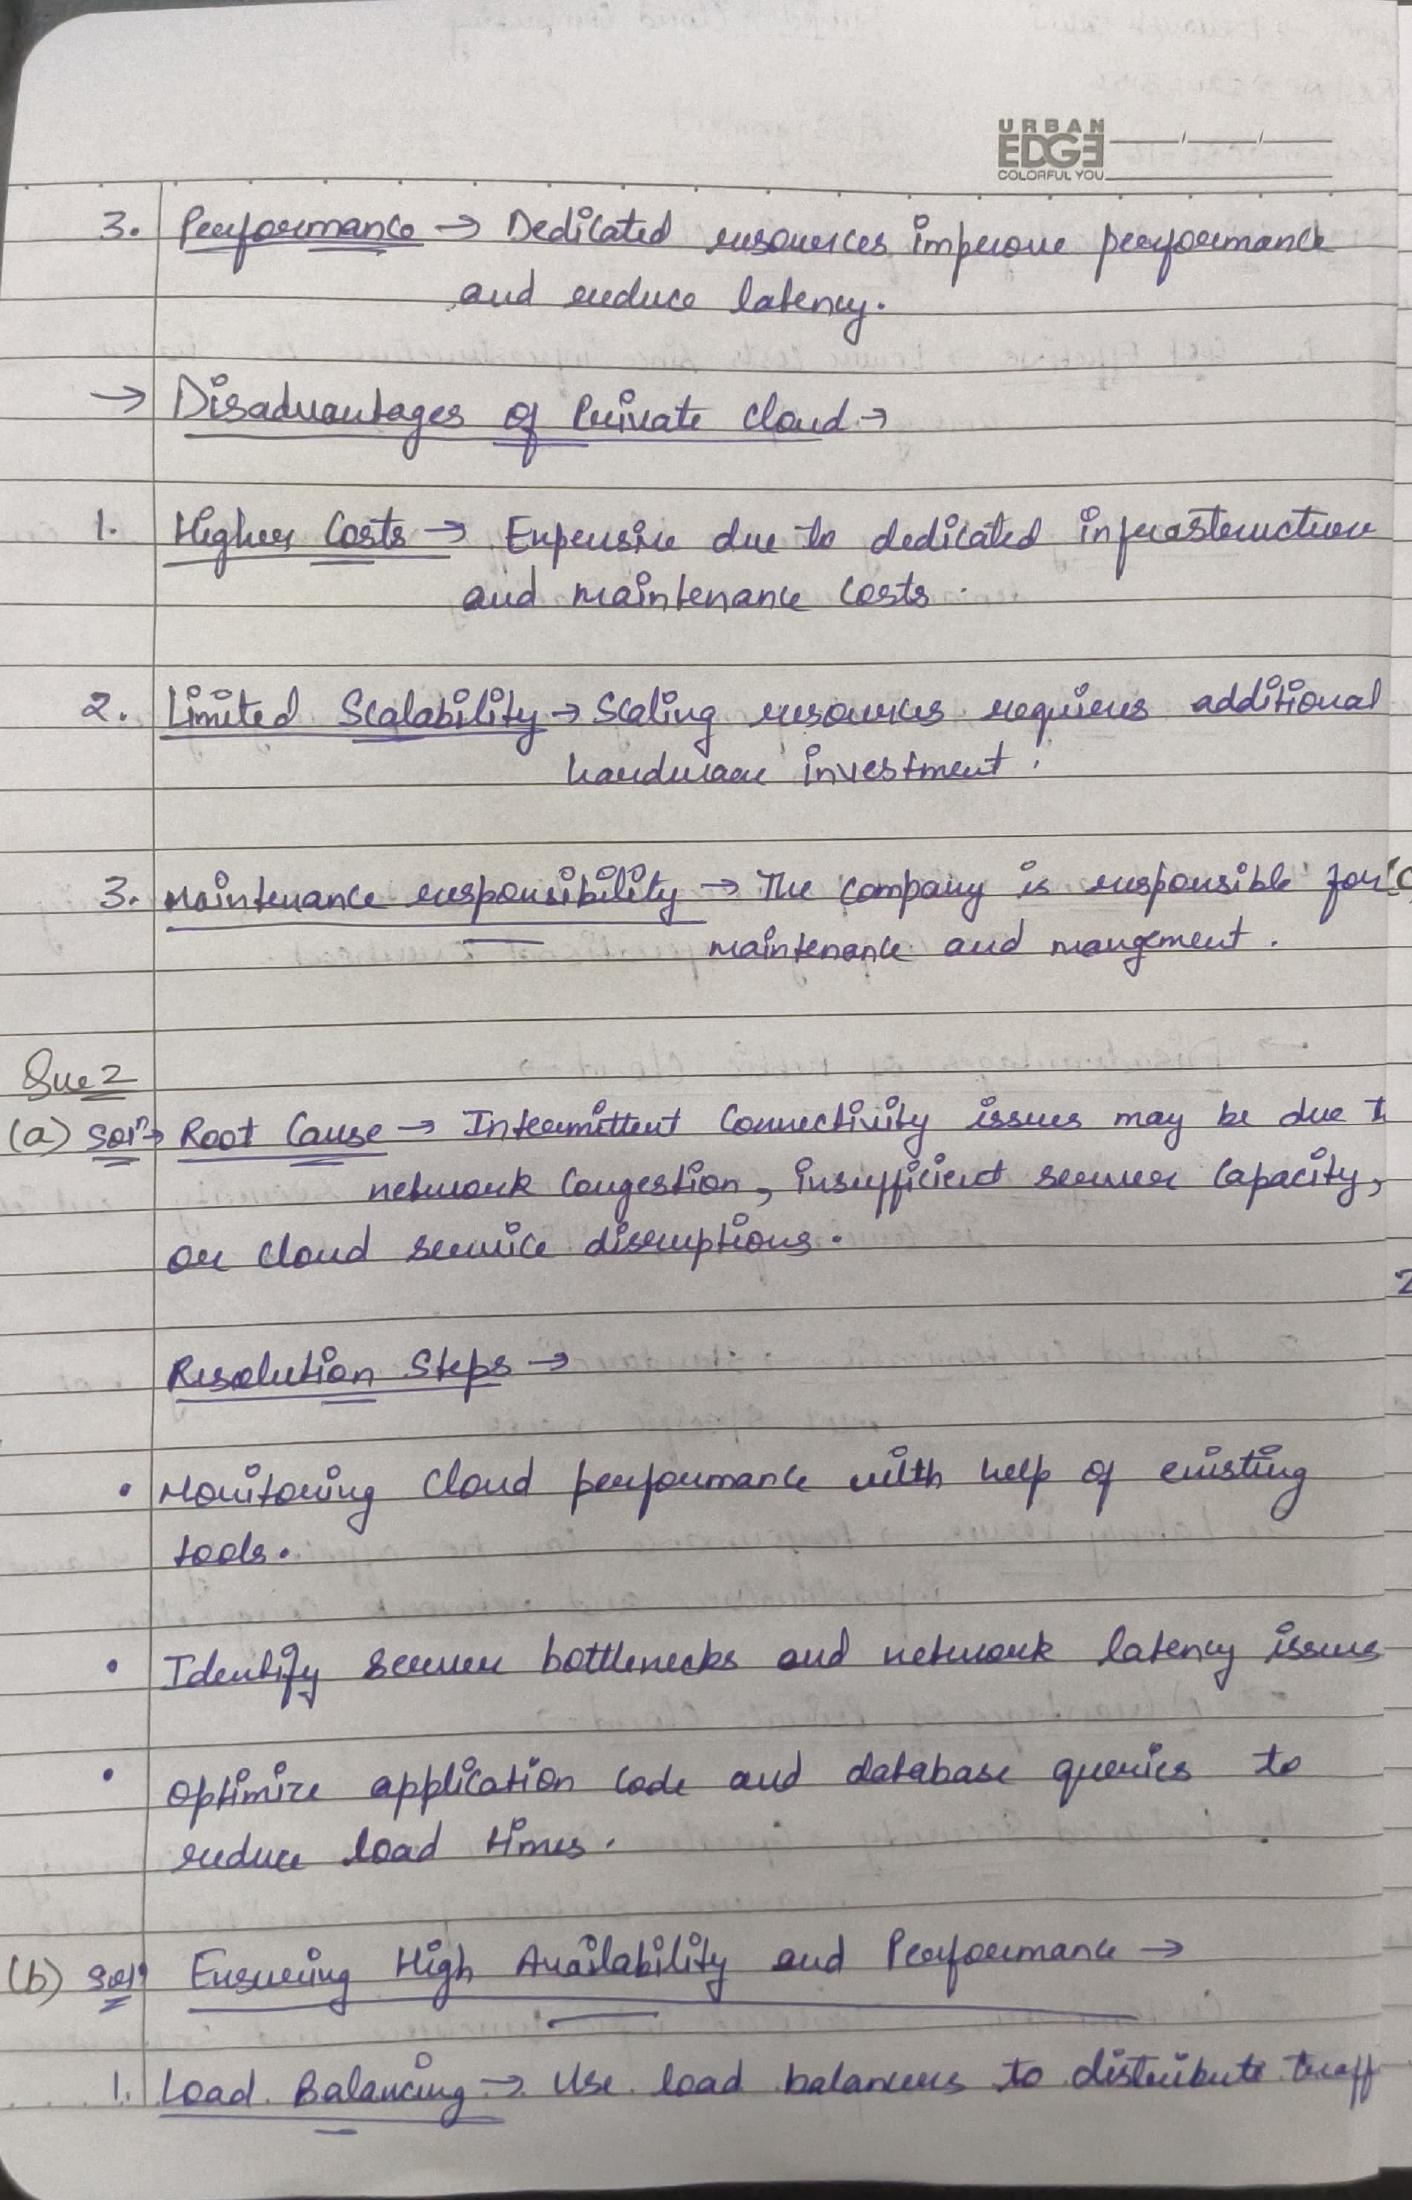 URBAN
EDGE
COLORFUL YOU
3. Performance → Dedicated resources improve performance
and reduce latency.
→ Disadvantages of Private cloud →
1. Higher Costs → Expensive due to dedicated infrastructure
and maintenance costs.
2. Limited Scalability → Scaling resources requires additional
hardware investment.
3. Maintenance responsibility → The company is responsible for
maintenance and mangement.
Que 2
(a) Solⁿ→ Root Cause → Intermittent Connectivity issues may be due t
network Congestion, insufficient server Capacity,
or cloud service disruptions.
Resolution Steps →
• Monitoring Cloud performance with help of existing
tools.
• Identify server bottlenecks and network latency issues
• Optimize application code and database queries to
reduce load times.
(b) Solⁿ Ensuring High Availability and Performance →
1. Load Balancing → Use load balancers to distribute traff